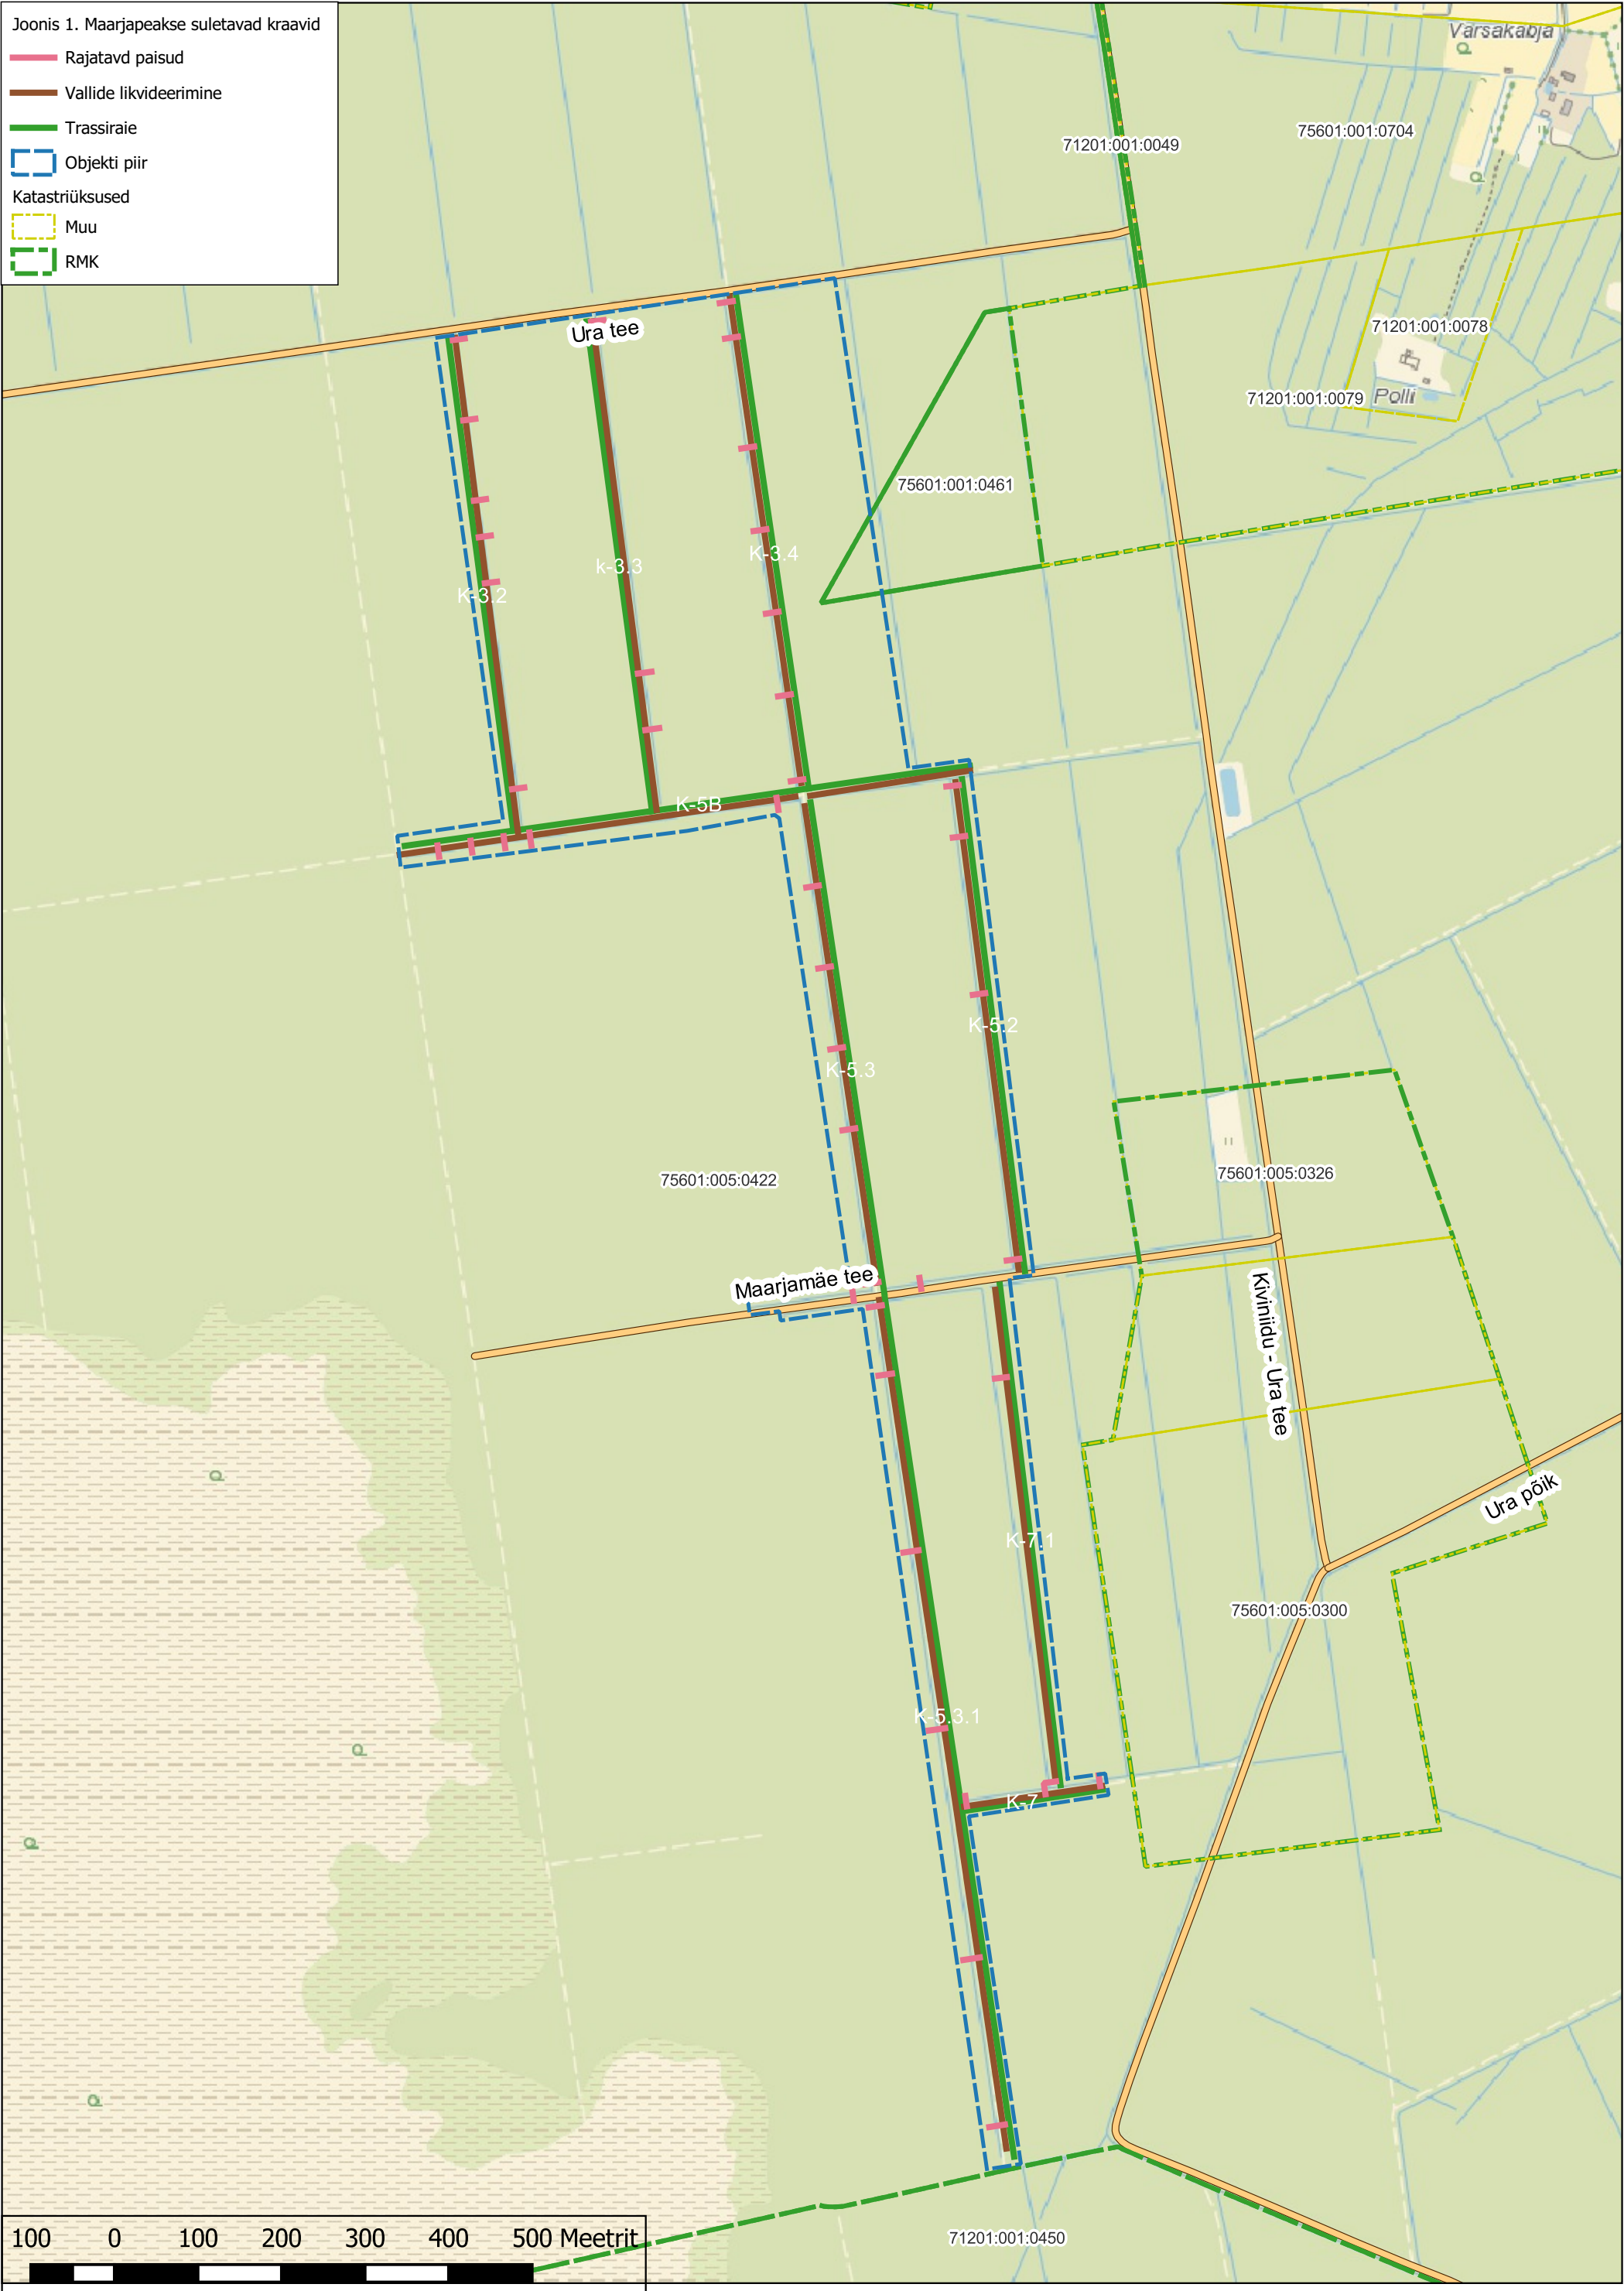 Joonis 1. Maarjapeakse suletavad kraavid
Rajatavd paisud
Vallide likvideerimine
Trassiraie
Objekti piir
Katastriüksused
Muu
RMK
Varsakabja
75601:001:0704
71201:001:0049
71201:001:0078
Ura tee
71201:001:0079
Polli
75601:001:0461
K-3.4
k-3.3
K-3.2
K-5B
K-5.2
K-5.3
75601:005:0326
75601:005:0422
Maarjamäe tee
Kiviniidu - Ura tee
Ura põik
K-7.1
75601:005:0300
K-5.3.1
K-7
71201:001:0450
100 0 100 200 300 400 500 Meetrit